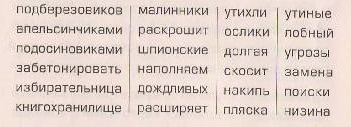 подберезовиков малинники утихли утиные
впельсинчиками раскрошит ослики лобный
подосиновиками шпионские долгая угрозы
забетонировать наполняем скосит замена
избирательница дождливых накипь поиски
книгохранилище расширяет пляска низина